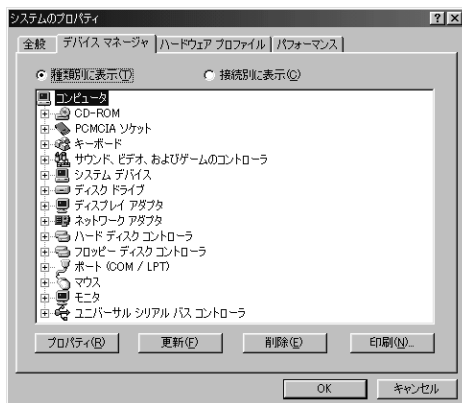 システムのプロパティ
全般 デバイス マネージャ ハードウェア プロファイル パフォーマンス
種類別に表示(T) 接続別に表示(C)
コンピュータ
CD-ROM
PCMCIA ソケット
キーボード
サウンド、ビデオ、およびゲームのコントローラ
システム デバイス
ディスク ドライブ
ディスプレイ アダプタ
ネットワーク アダプタ
ハード ディスク コントローラ
フロッピー ディスク コントローラ
ポート (COM / LPT)
マウス
モニタ
ユニバーサル シリアル バス コントローラ
プロパティ(R) 更新(F) 削除(E) 印刷(N)...
OK キャンセル